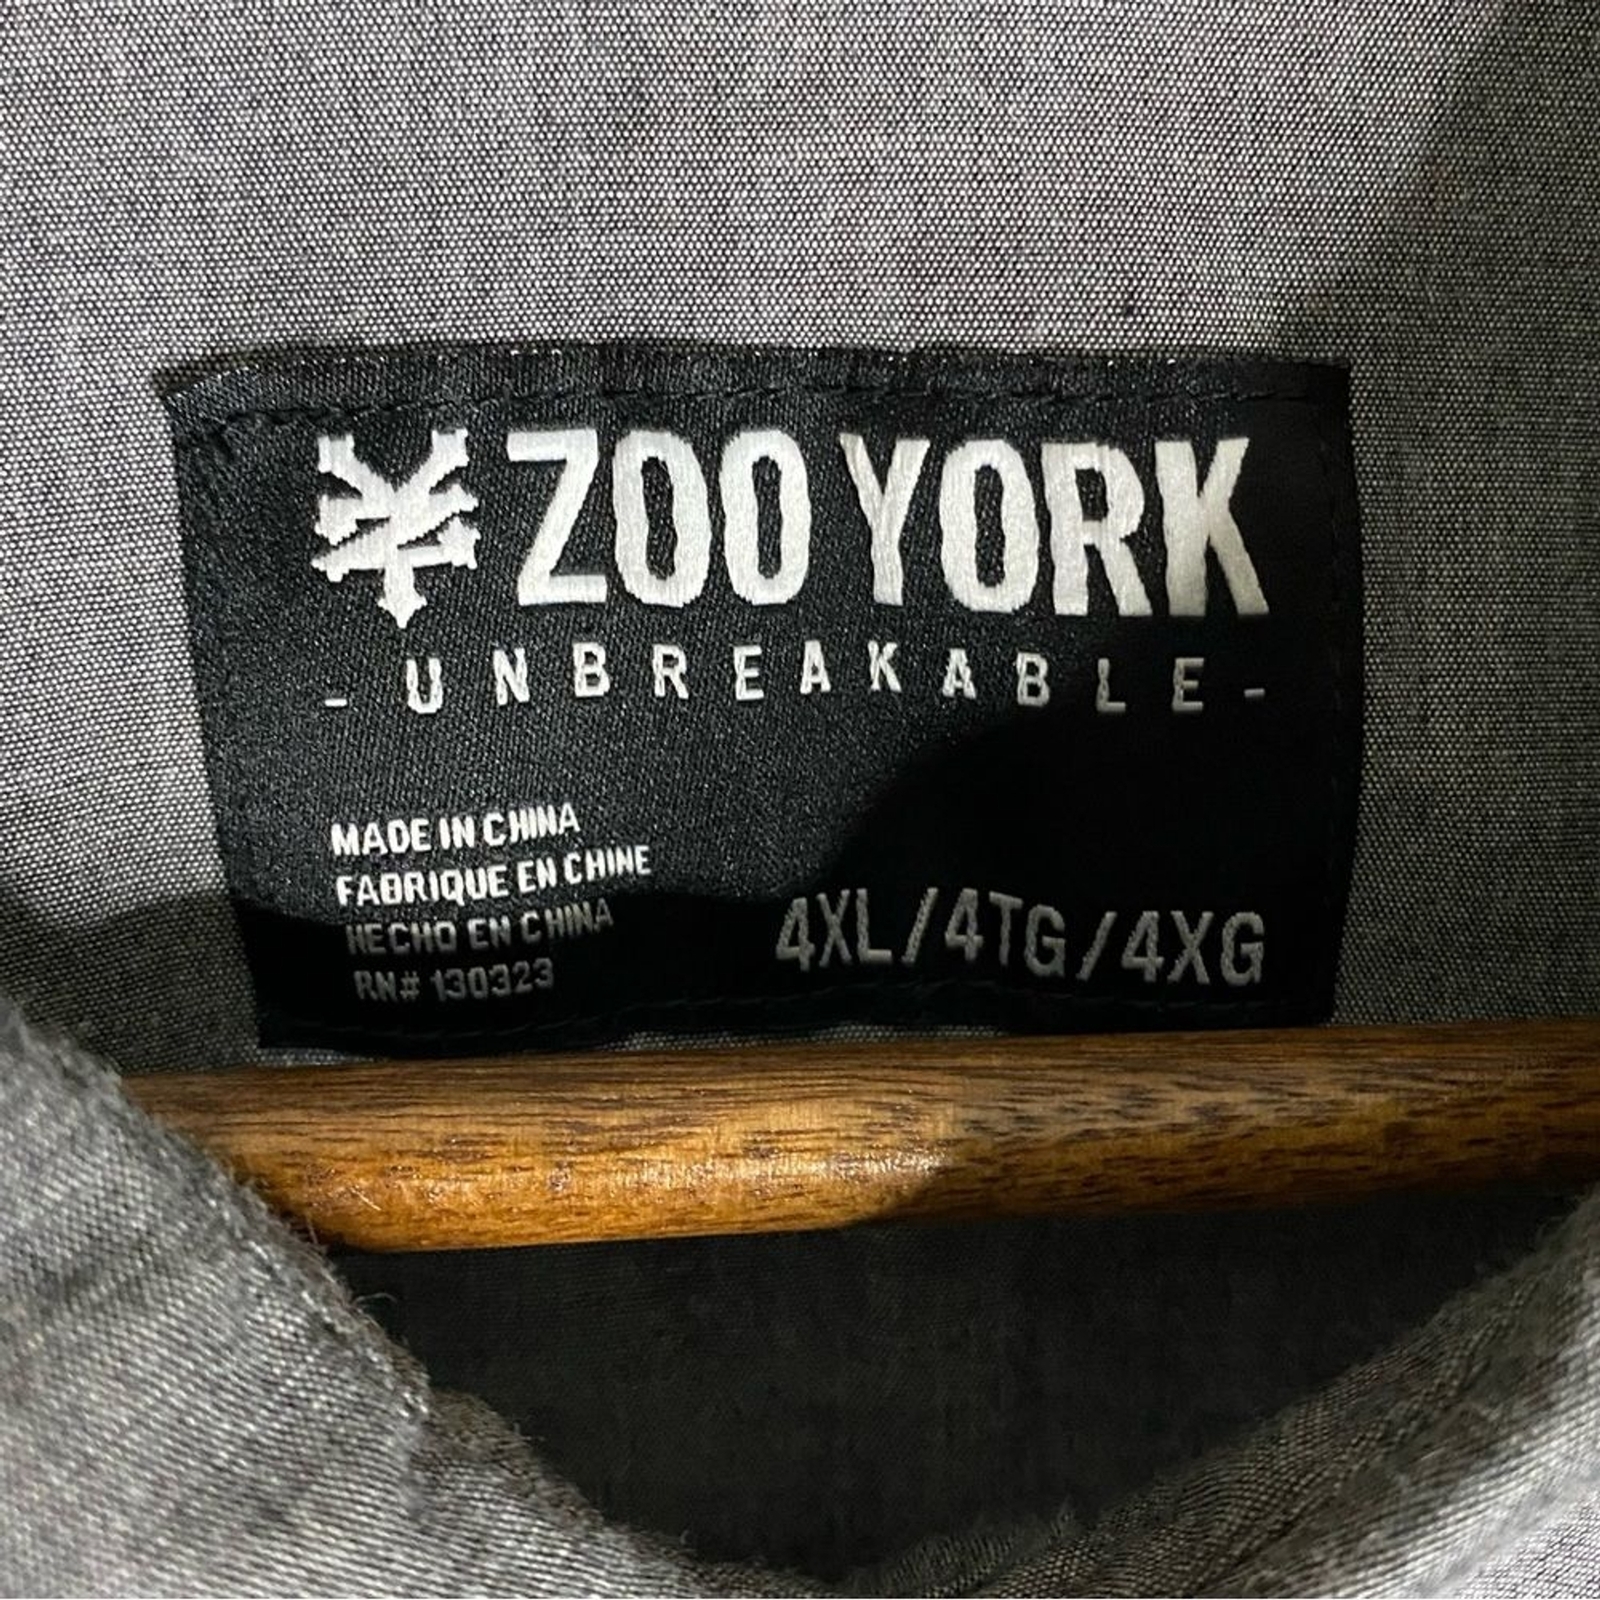 ZOO YORK
- UNBREAKABLE -
MADE IN CHINA
FABRIQUE EN CHINE
HECHO EN CHINA
RN# 130323
4XL/4TG/4XG